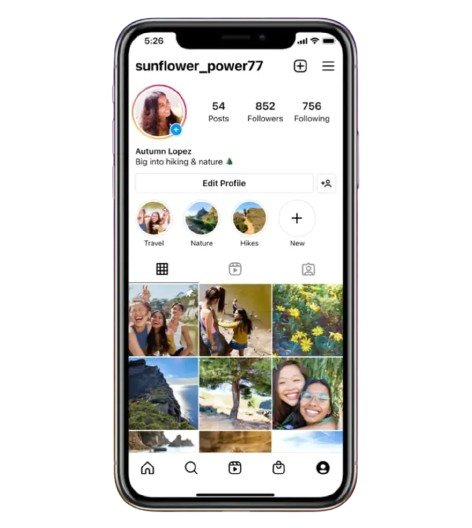 5:26
sunflower_power77
54 852 756
Posts Followers Following
Autumn Lopez
Big into hiking & nature
Edit Profile
Travel Nature Hikes New